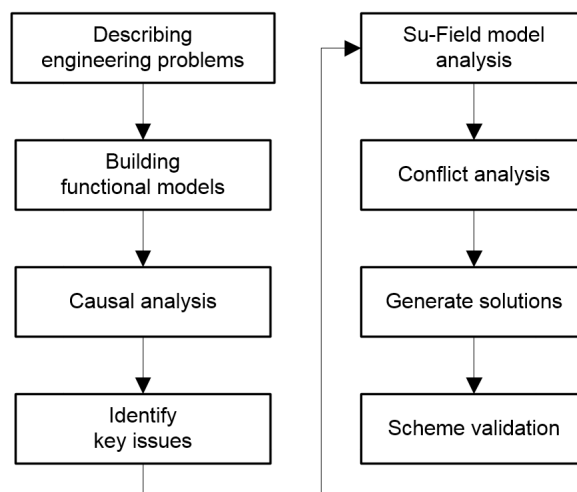 Describing
engineering problems
Building
functional models
Causal analysis
Identify
key issues
Su-Field model
analysis
Conflict analysis
Generate solutions
Scheme validation